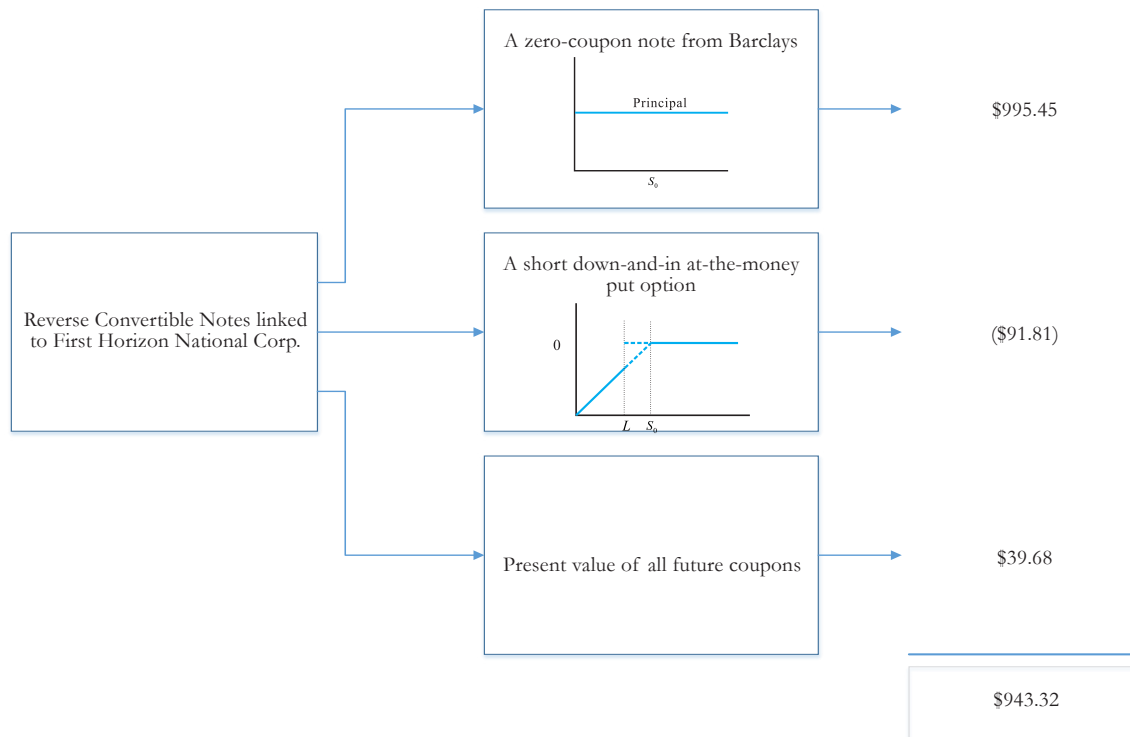 A zero-coupon note from Barclays
Principal
S₀
$995.45
Reverse Convertible Notes linked
to First Horizon National Corp.
A short down-and-in at-the-money
put option
0
L S₀
($91.81)
Present value of all future coupons
$39.68
$943.32